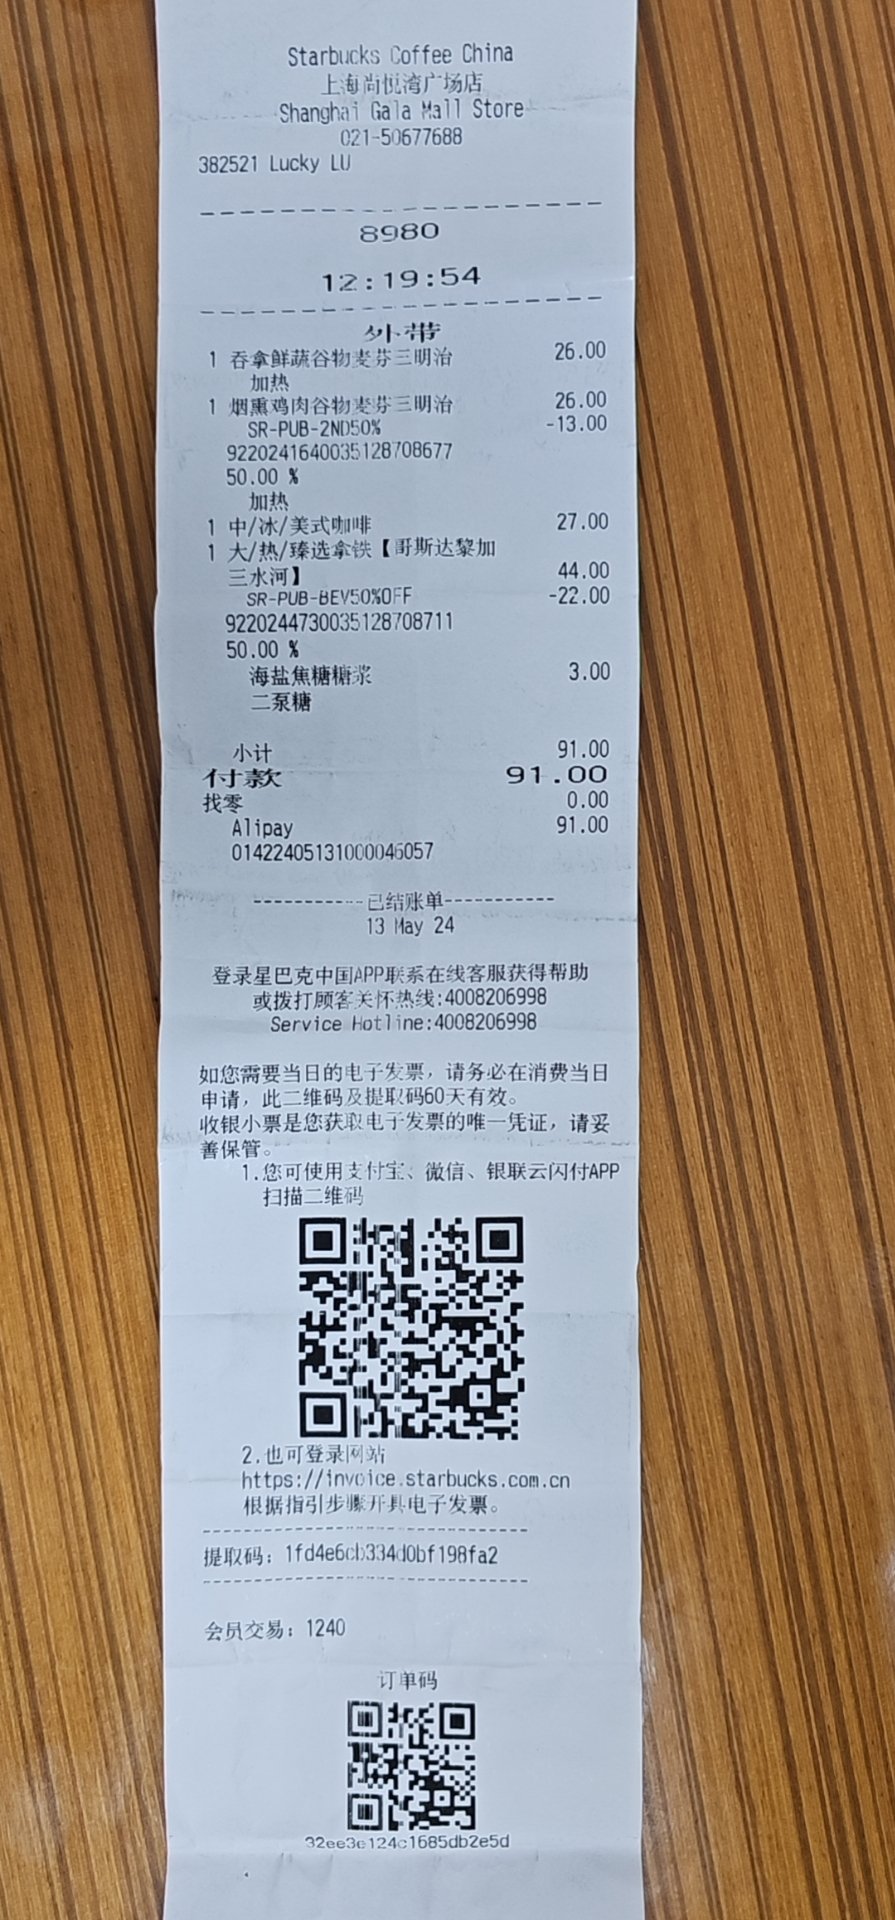 Starbucks Coffee China
上海尚悦湾广场店
Shanghai Gala Mall Store
021-50677688
382521 Lucky LU
8980
12:19:54
外带
1 吞拿鲜蔬谷物麦芬三明治 26.00
加热
1 烟熏鸡肉谷物麦芬三明治 26.00
SR-PUB-2ND50% -13.00
9220241640035128708677
50.00 %
加热
1 中/冰/美式咖啡 27.00
1 大/热/臻选拿铁【哥斯达黎加
三水河】 44.00
SR-PUB-BEV50%OFF -22.00
9220244730035128708711
50.00 %
海盐焦糖糖浆 3.00
二泵糖
小计 91.00
付款 91.00
找零 0.00
Alipay 91.00
01422405131000046057
-----------已结账单-----------
13 May 24
登录星巴克中国APP联系在线客服获得帮助
或拨打顾客关怀热线:4008206998
Service Hotline:4008206998
如您需要当日的电子发票，请务必在消费当日
申请，此二维码及提取码60天有效。
收银小票是您获取电子发票的唯一凭证，请妥
善保管。
1.您可使用支付宝、微信、银联云闪付APP
扫描二维码
2.也可登录网站
https://invoice.starbucks.com.cn
根据指引步骤开具电子发票。
提取码：1fd4e6cb334d0bf198fa2
会员交易：1240
订单码
32ee3e124c1685db2e5d